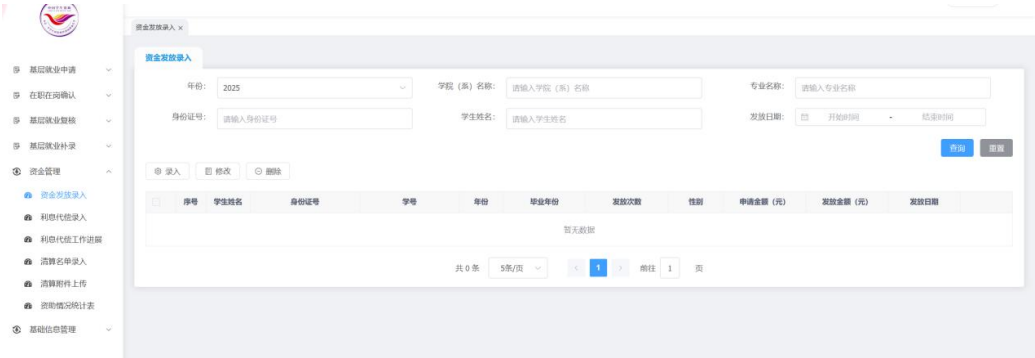 资金发放录入 ×
资金发放录入
基层就业申请
在职在岗确认
基层就业复核
基层就业补录
资金管理
资金发放录入
利息代偿录入
利息代偿工作进展
清算名单录入
清算附件上传
资助情况统计表
基础信息管理
年份: 2025 学院（系）名称: 请输入学院（系）名称 专业名称: 请输入专业名称
身份证号: 请输入身份证号 学生姓名: 请输入学生姓名 发放日期: 开始时间 - 结束时间
查询 重置
录入 修改 删除
序号 学生姓名 身份证号 学号 年份 毕业年份 发放次数 性别 申请金额（元） 发放金额（元） 发放日期
暂无数据
共 0 条 5条/页 < 1 > 前往 1 页